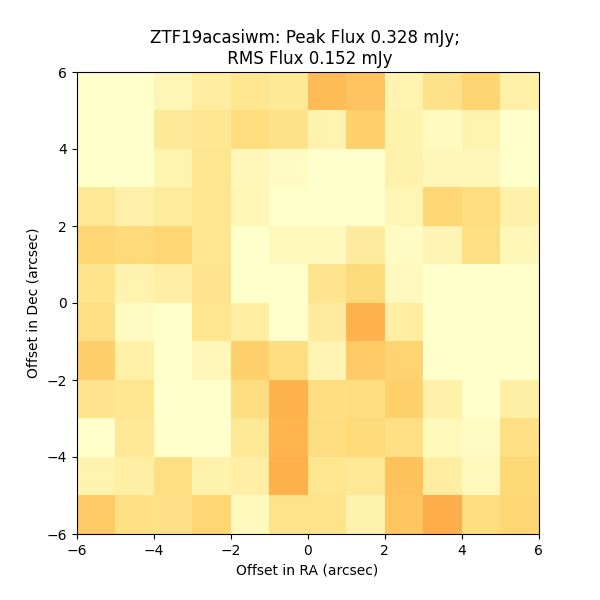 ZTF19acasiwm: Peak Flux 0.328 mJy;
RMS Flux 0.152 mJy
6
4
2
0
−2
−4
−6
Offset in Dec (arcsec)
−6 −4 −2 0 2 4 6
Offset in RA (arcsec)